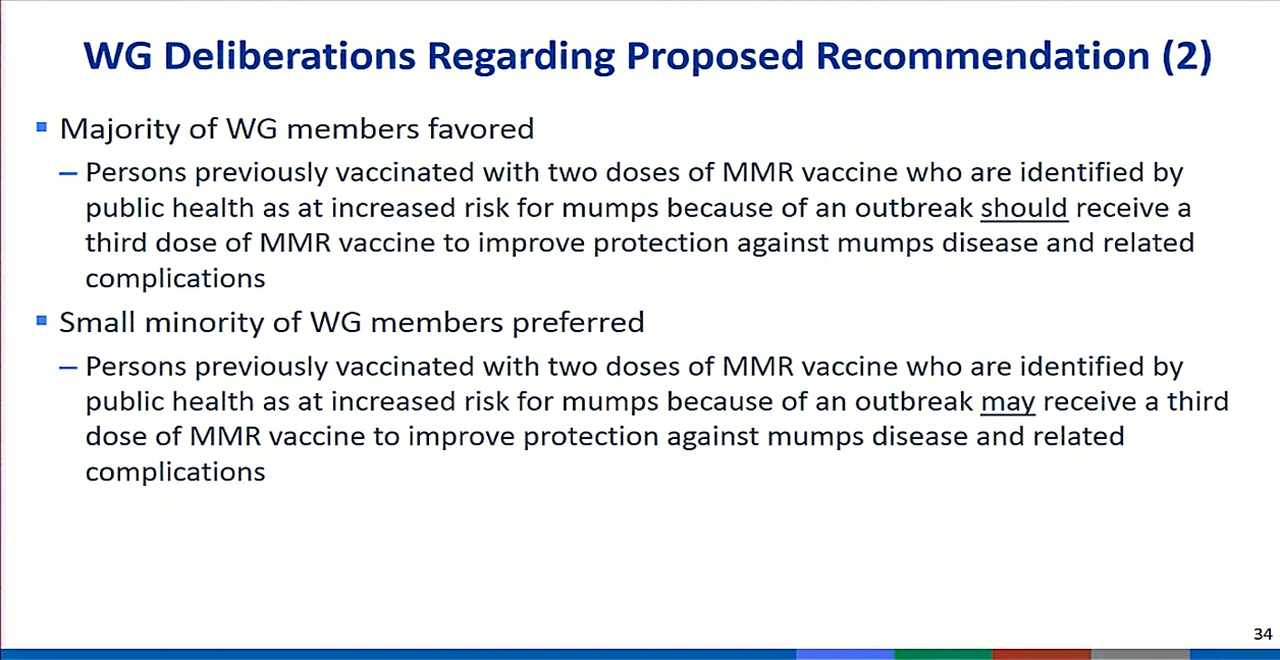 WG Deliberations Regarding Proposed Recommendation (2)
Majority of WG members favored
– Persons previously vaccinated with two doses of MMR vaccine who are identified by
public health as at increased risk for mumps because of an outbreak should receive a
third dose of MMR vaccine to improve protection against mumps disease and related
complications
Small minority of WG members preferred
– Persons previously vaccinated with two doses of MMR vaccine who are identified by
public health as at increased risk for mumps because of an outbreak may receive a third
dose of MMR vaccine to improve protection against mumps disease and related
complications
34